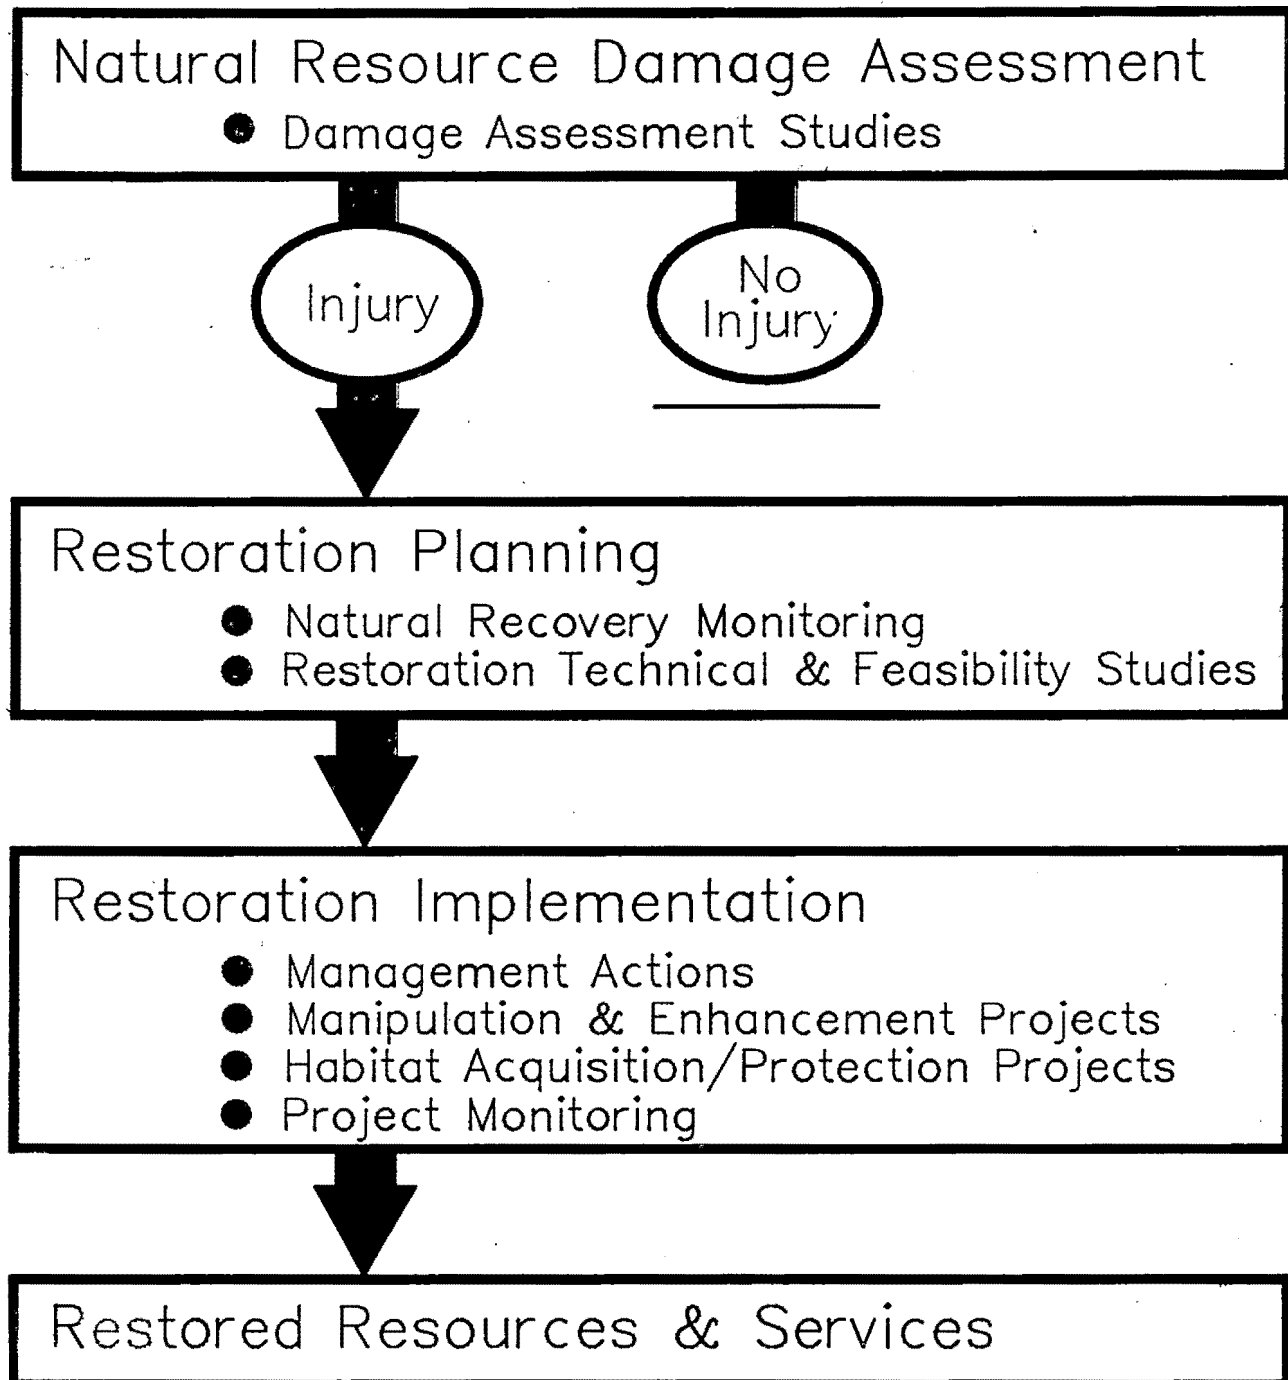 Natural Resource Damage Assessment
● Damage Assessment Studies
Injury
No
Injury
Restoration Planning
● Natural Recovery Monitoring
● Restoration Technical & Feasibility Studies
Restoration Implementation
● Management Actions
● Manipulation & Enhancement Projects
● Habitat Acquisition/Protection Projects
● Project Monitoring
Restored Resources & Services